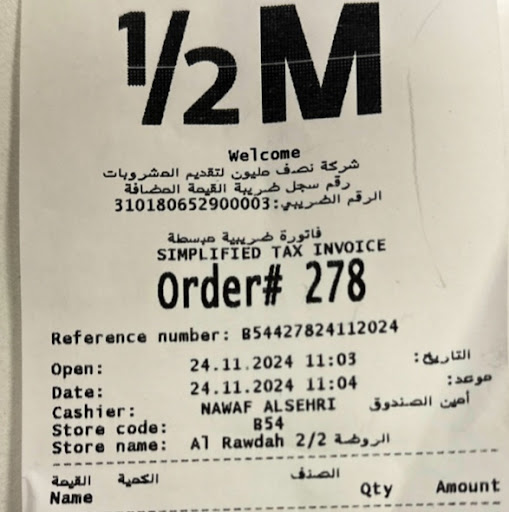 ½ M
Welcome
شركة نصف مليون لتقديم المشروبات
رقم سجل ضريبة القيمة المضافة
الرقم الضريبي:310180652900003
فاتورة ضريبية مبسطة
SIMPLIFIED TAX INVOICE
Order# 278
Reference number: B54427824112024
Open: 24.11.2024 11:03 التاريخ:
Date: 24.11.2024 11:04 موعد:
Cashier: NAWAF ALSEHRI أمين الصندوق
Store code: B54
Store name: Al Rawdah 2/2 الروضة
الصنف الكمية القيمة
Name Qty Amount